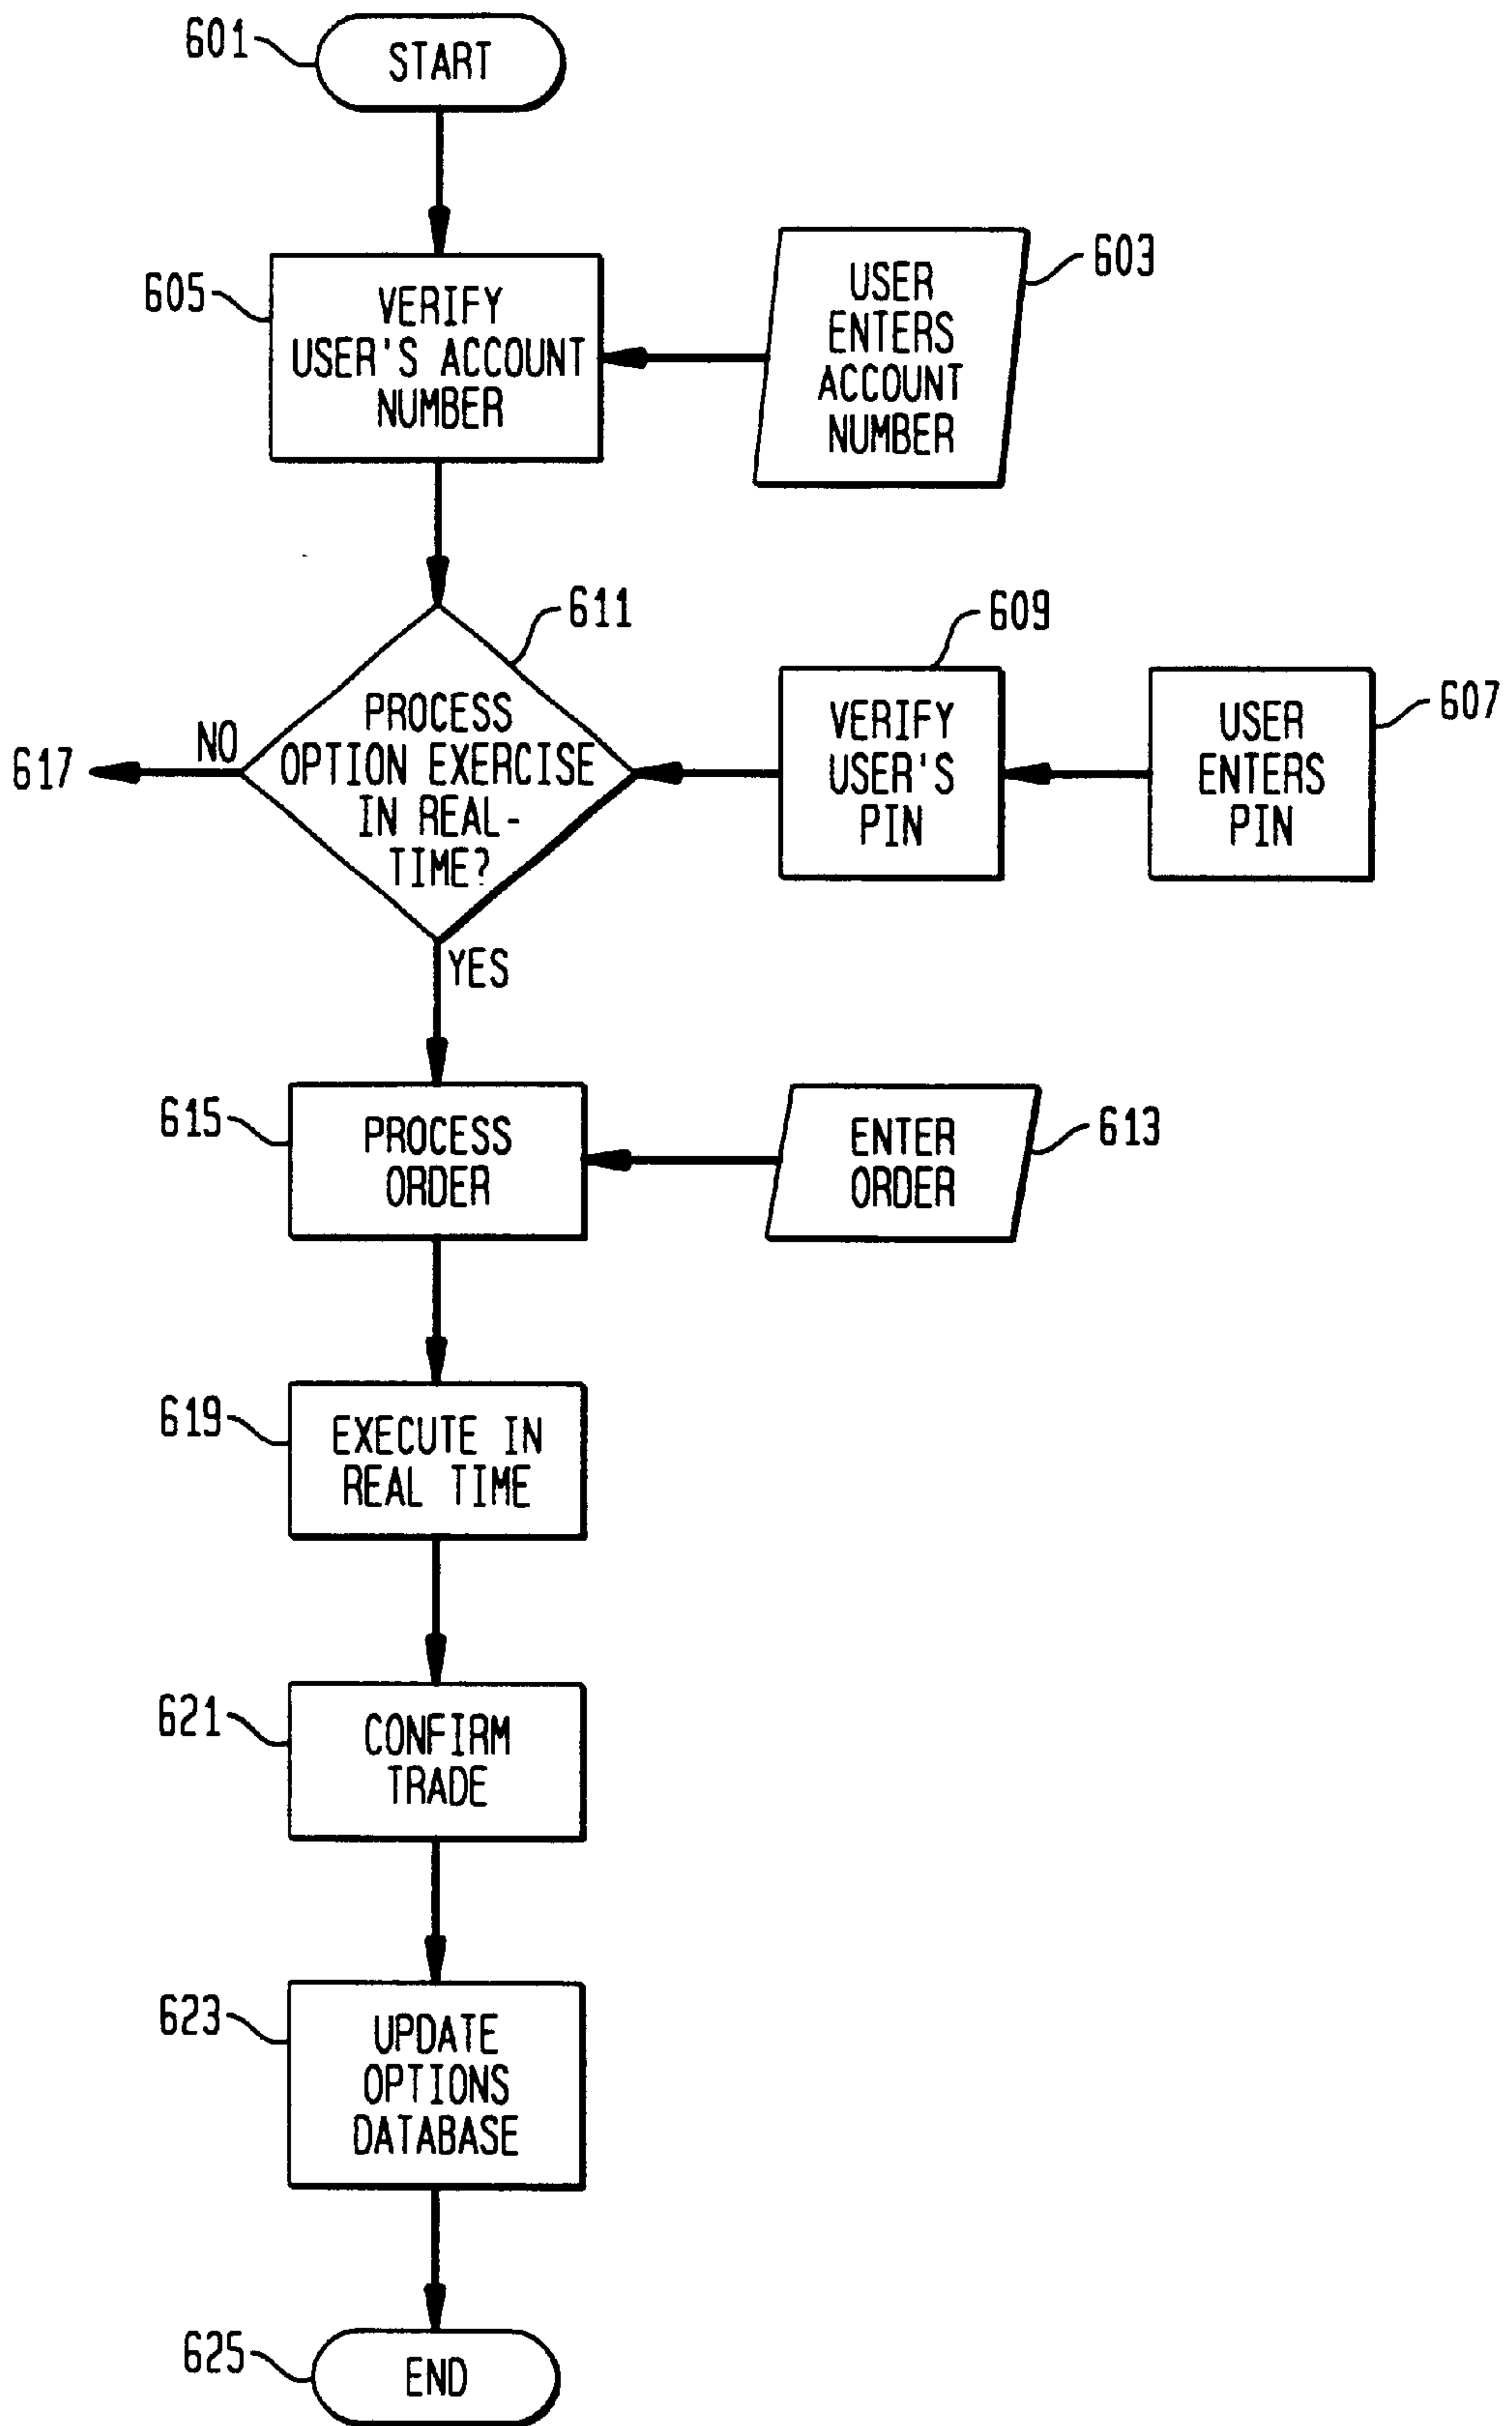 601
START
605
VERIFY
USER'S ACCOUNT
NUMBER
603
USER
ENTERS
ACCOUNT
NUMBER
611
PROCESS
OPTION EXERCISE
IN REAL-
TIME?
NO
617
YES
609
VERIFY
USER'S
PIN
607
USER
ENTERS
PIN
615
PROCESS
ORDER
613
ENTER
ORDER
619
EXECUTE IN
REAL TIME
621
CONFIRM
TRADE
623
UPDATE
OPTIONS
DATABASE
625
END